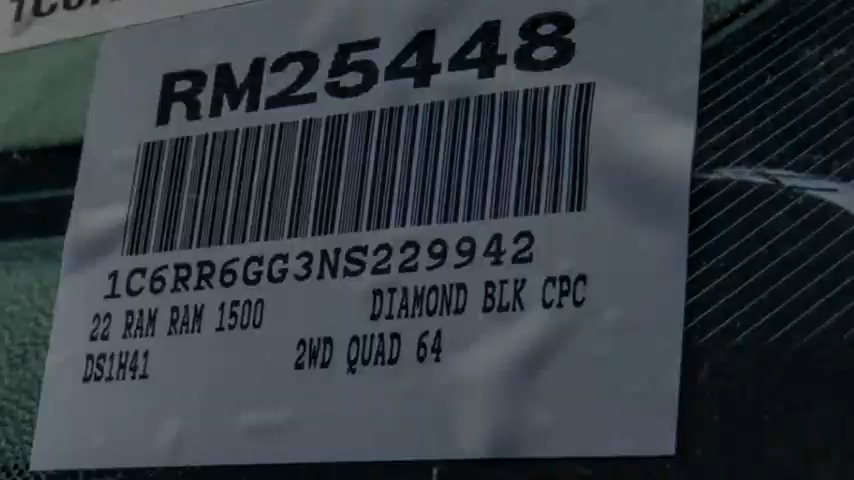 RM25448
1C6RR6GG3NS229942
22 RAM RAM 1500 DIAMOND BLK CPC
DS1H41 2WD QUAD 64